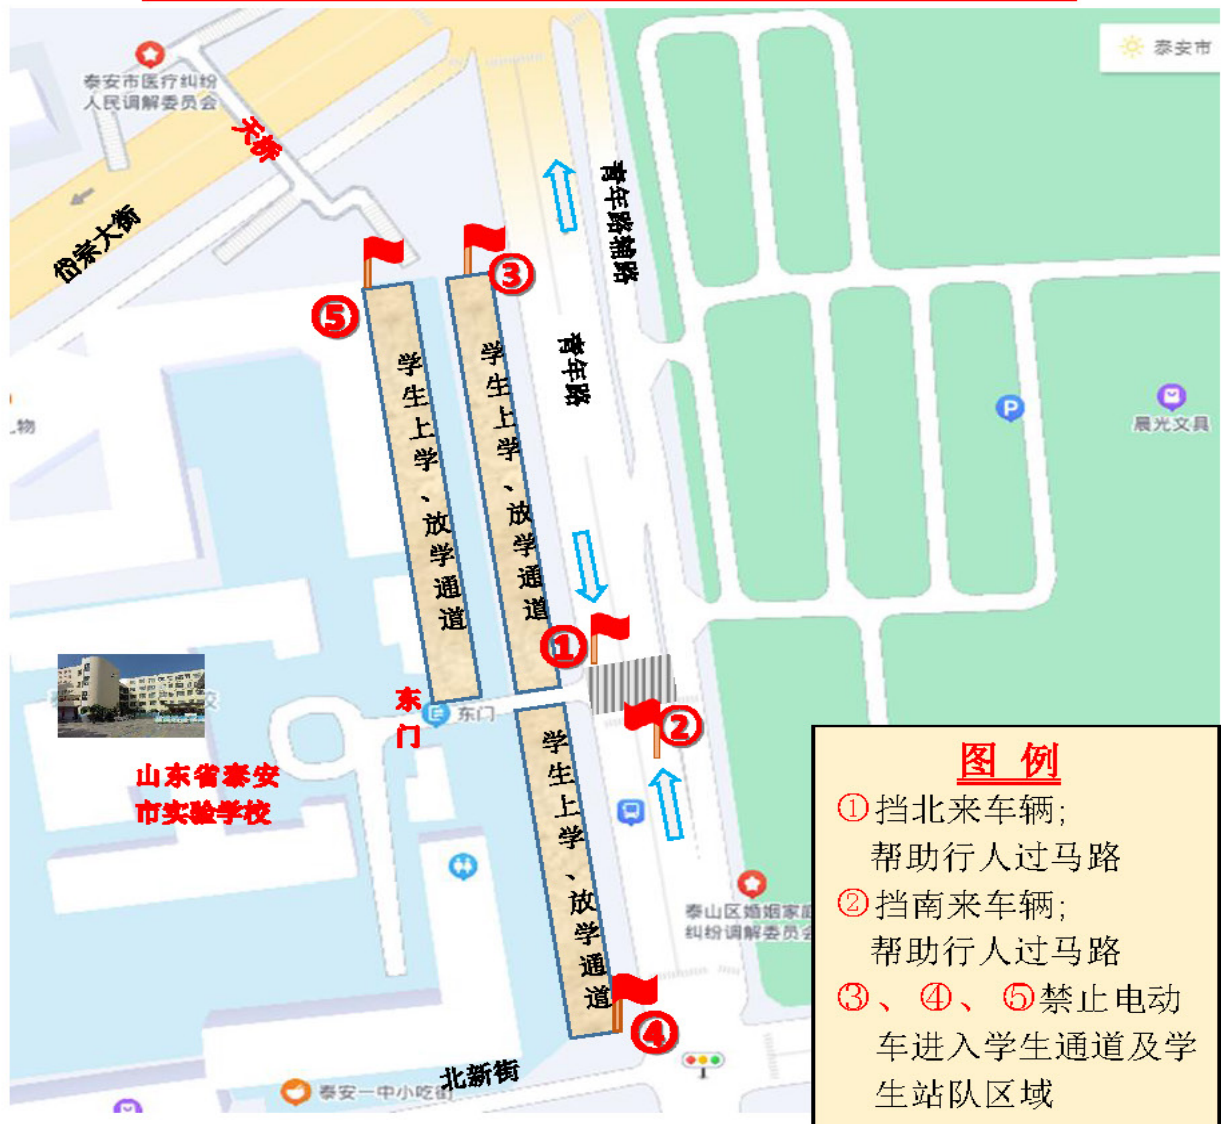 泰安市
泰安市医疗纠纷
人民调解委员会
天桥
岱宗大街
青年路辅路
青年路
③
⑤
学生上学、放学通道
学生上学、放学通道
P
晨光文具
物
①
东门
东门
②
山东省泰安
市实验学校
校
学生上学、放学通道
泰山区婚姻家庭
纠纷调解委员会
④
北新街
泰安一中小吃街
图 例
①挡北来车辆;
帮助行人过马路
②挡南来车辆;
帮助行人过马路
③、④、⑤禁止电动
车进入学生通道及学
生站队区域